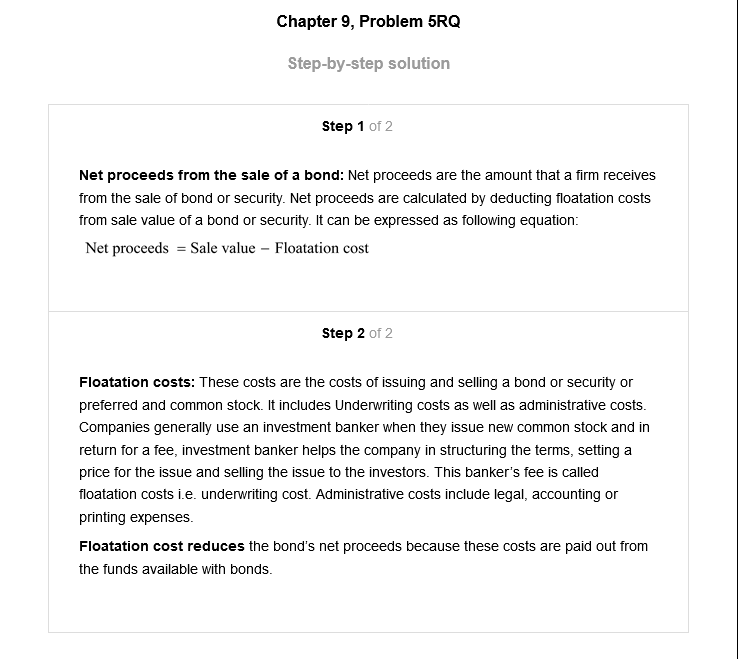 Chapter 9, Problem 5RQ
Step-by-step solution
Step 1 of 2
Net proceeds from the sale of a bond: Net proceeds are the amount that a firm receives
from the sale of bond or security. Net proceeds are calculated by deducting floatation costs
from sale value of a bond or security. It can be expressed as following equation:
Net proceeds = Sale value − Floatation cost
Step 2 of 2
Floatation costs: These costs are the costs of issuing and selling a bond or security or
preferred and common stock. It includes Underwriting costs as well as administrative costs.
Companies generally use an investment banker when they issue new common stock and in
return for a fee, investment banker helps the company in structuring the terms, setting a
price for the issue and selling the issue to the investors. This banker's fee is called
floatation costs i.e. underwriting cost. Administrative costs include legal, accounting or
printing expenses.
Floatation cost reduces the bond's net proceeds because these costs are paid out from
the funds available with bonds.